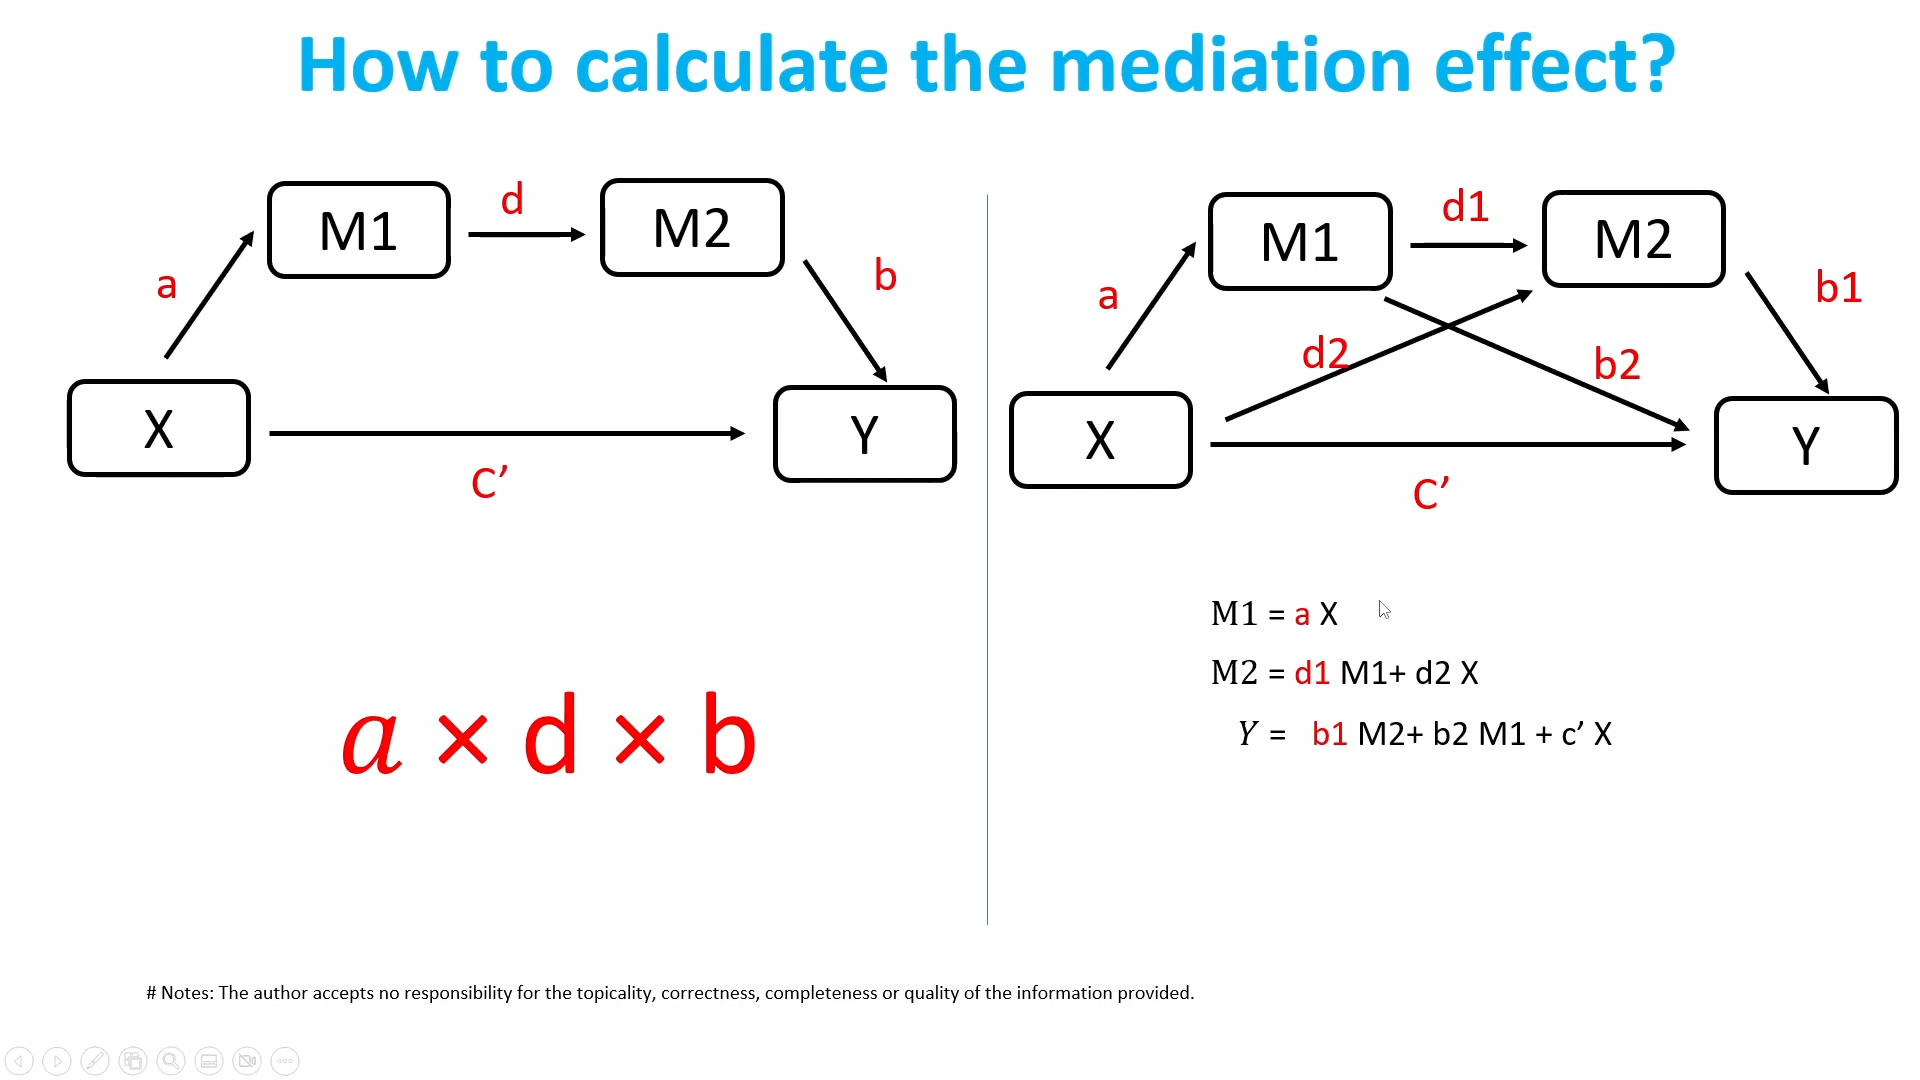 How to calculate the mediation effect?
M1
d
M2
a
b
X
Y
C’
a × d × b
M1
d1
M2
a
b1
d2
b2
X
Y
C’
M1 = a X
M2 = d1 M1+ d2 X
Y = b1 M2+ b2 M1 + c’ X
# Notes: The author accepts no responsibility for the topicality, correctness, completeness or quality of the information provided.